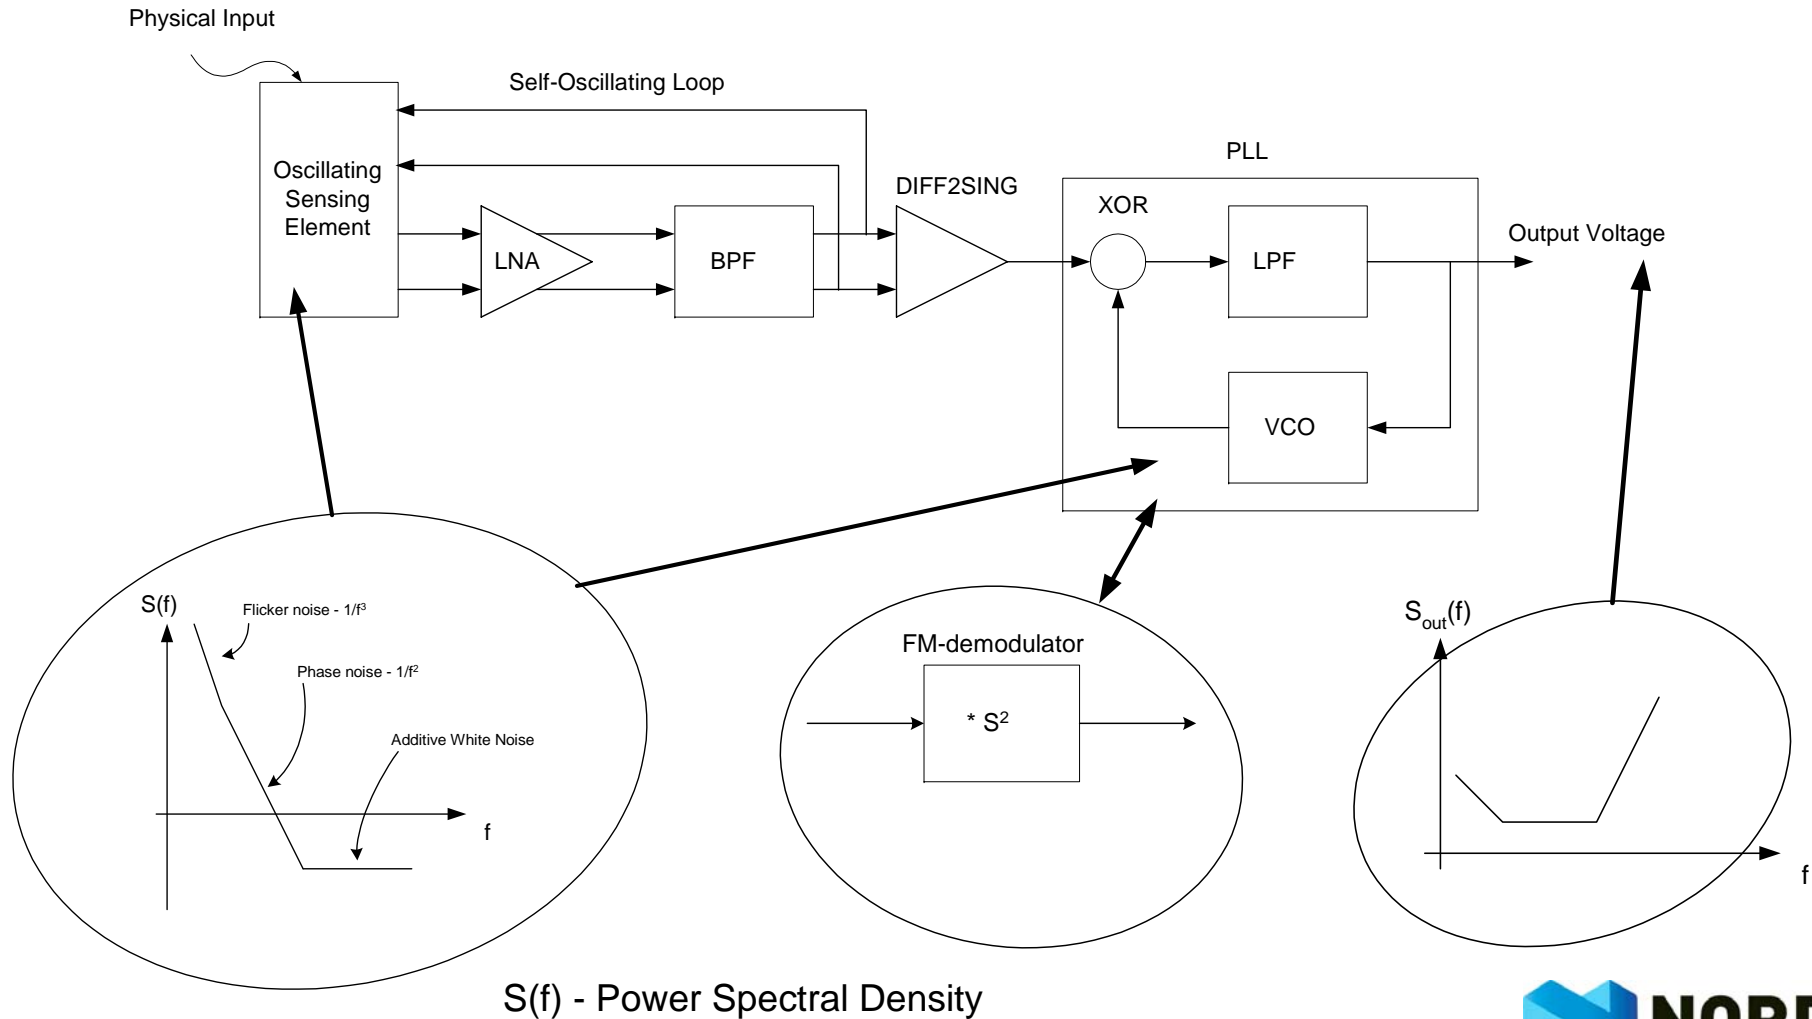 Physical Input
Self-Oscillating Loop
Oscillating
Sensing
Element
LNA
BPF
DIFF2SING
PLL
XOR
LPF
VCO
Output Voltage
S(f)
Flicker noise - 1/f³
Phase noise - 1/f²
Additive White Noise
f
FM-demodulator
* S²
Sout(f)
f
S(f) - Power Spectral Density